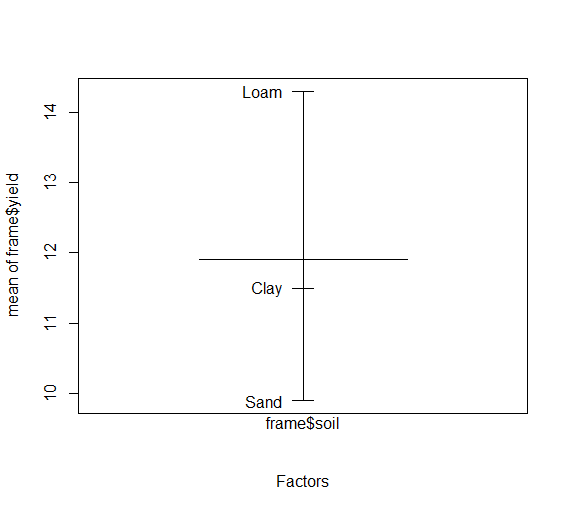 mean of frame$yield
14
13
12
11
10
Loam
Clay
Sand
frame$soil
Factors